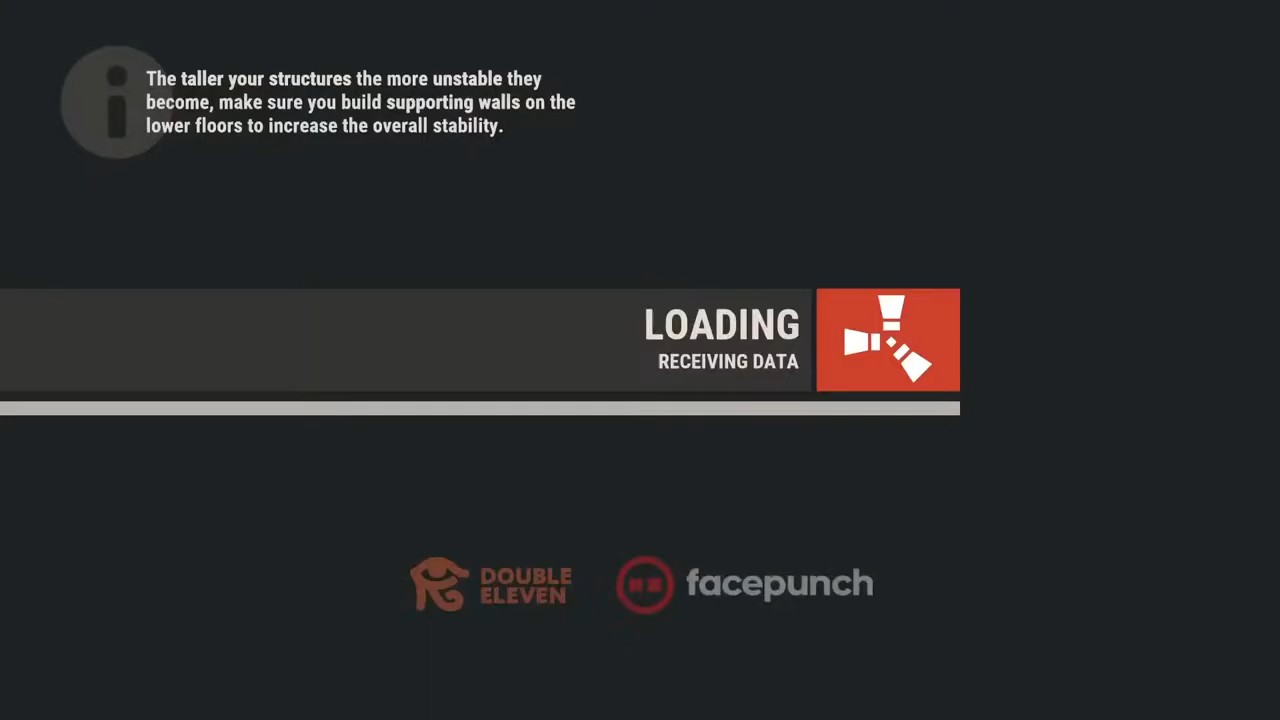 The taller your structures the more unstable they
become, make sure you build supporting walls on the
lower floors to increase the overall stability.
LOADING
RECEIVING DATA
DOUBLE
ELEVEN
facepunch